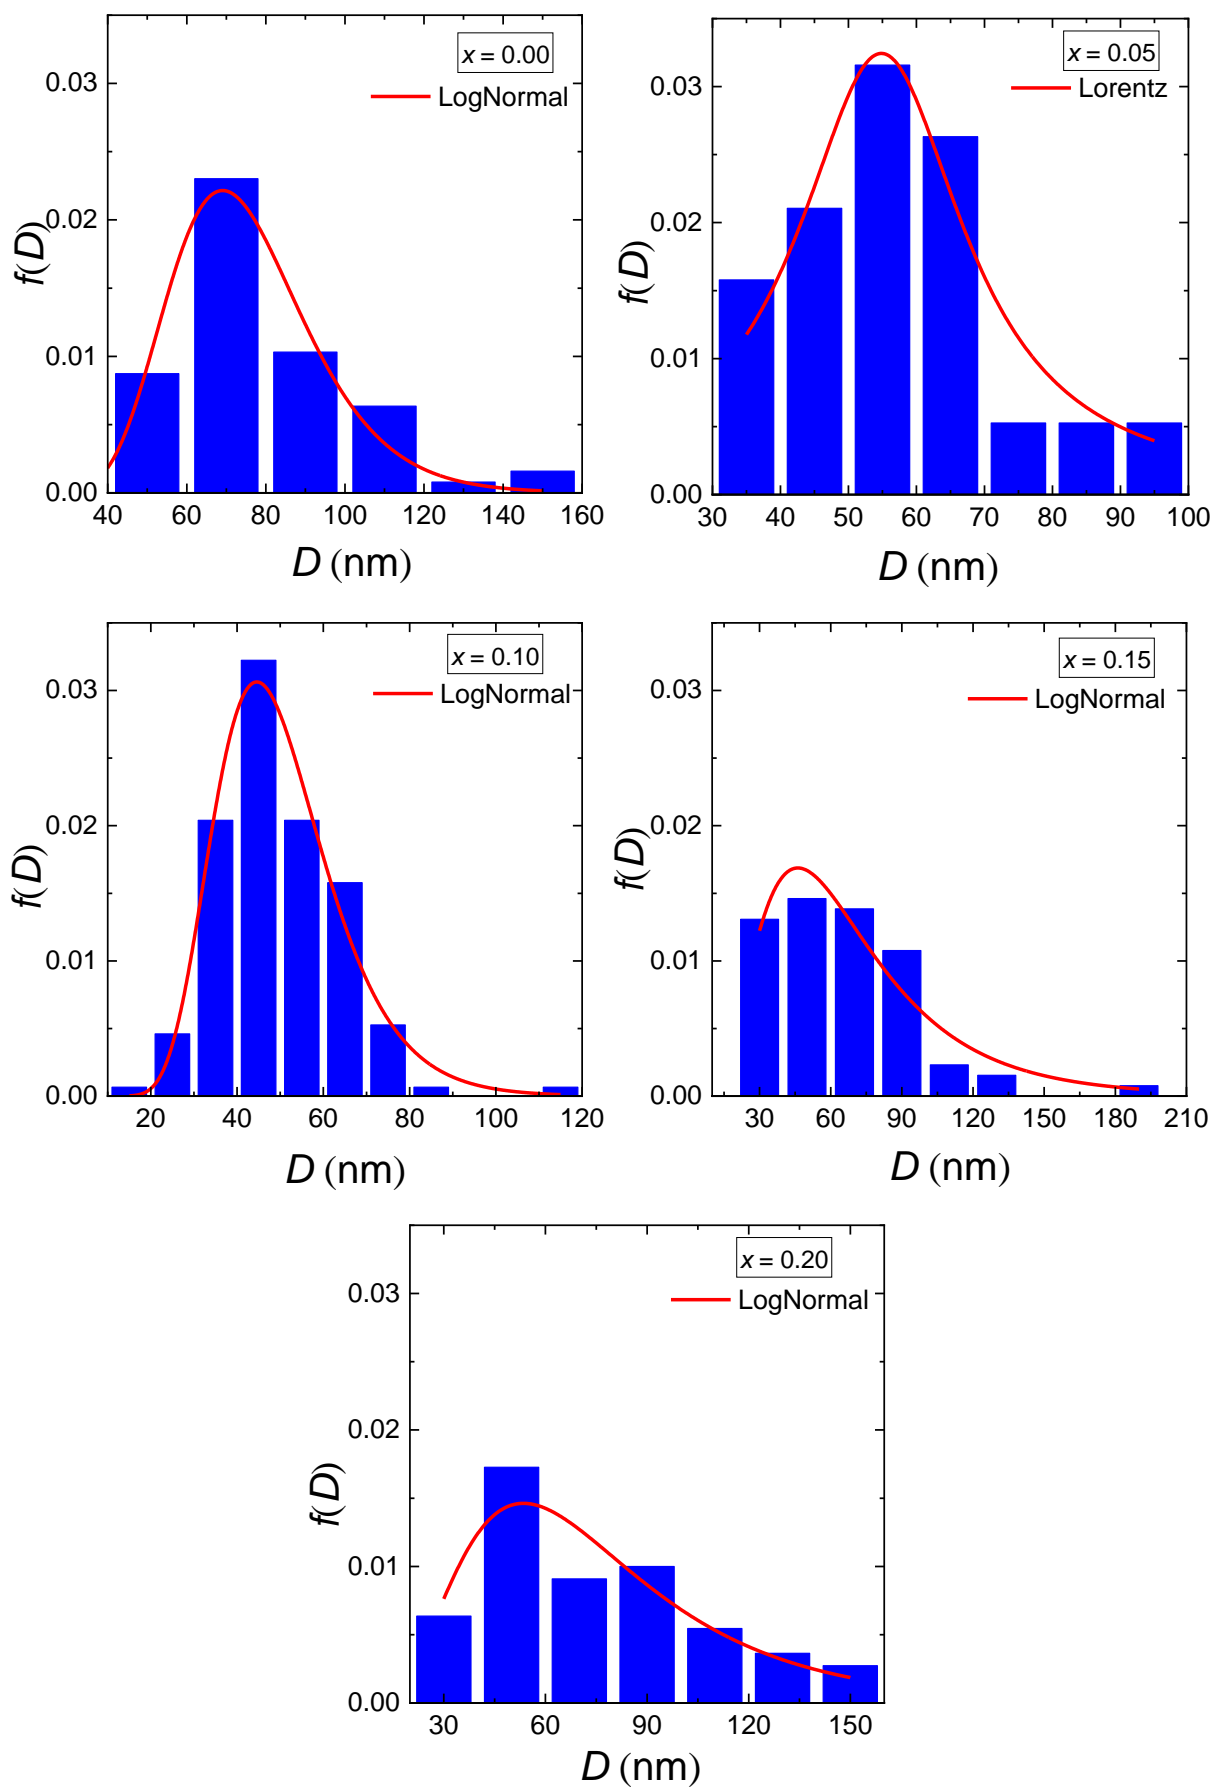 x = 0.00
LogNormal
0.03
0.02
0.01
0.00
f(D)
40 60 80 100 120 140 160
D (nm)
x = 0.05
Lorentz
0.03
0.02
0.01
0.00
f(D)
30 40 50 60 70 80 90 100
D (nm)
x = 0.10
LogNormal
0.03
0.02
0.01
0.00
f(D)
20 40 60 80 100 120
D (nm)
x = 0.15
LogNormal
0.03
0.02
0.01
0.00
f(D)
30 60 90 120 150 180 210
D (nm)
x = 0.20
LogNormal
0.03
0.02
0.01
0.00
f(D)
30 60 90 120 150
D (nm)